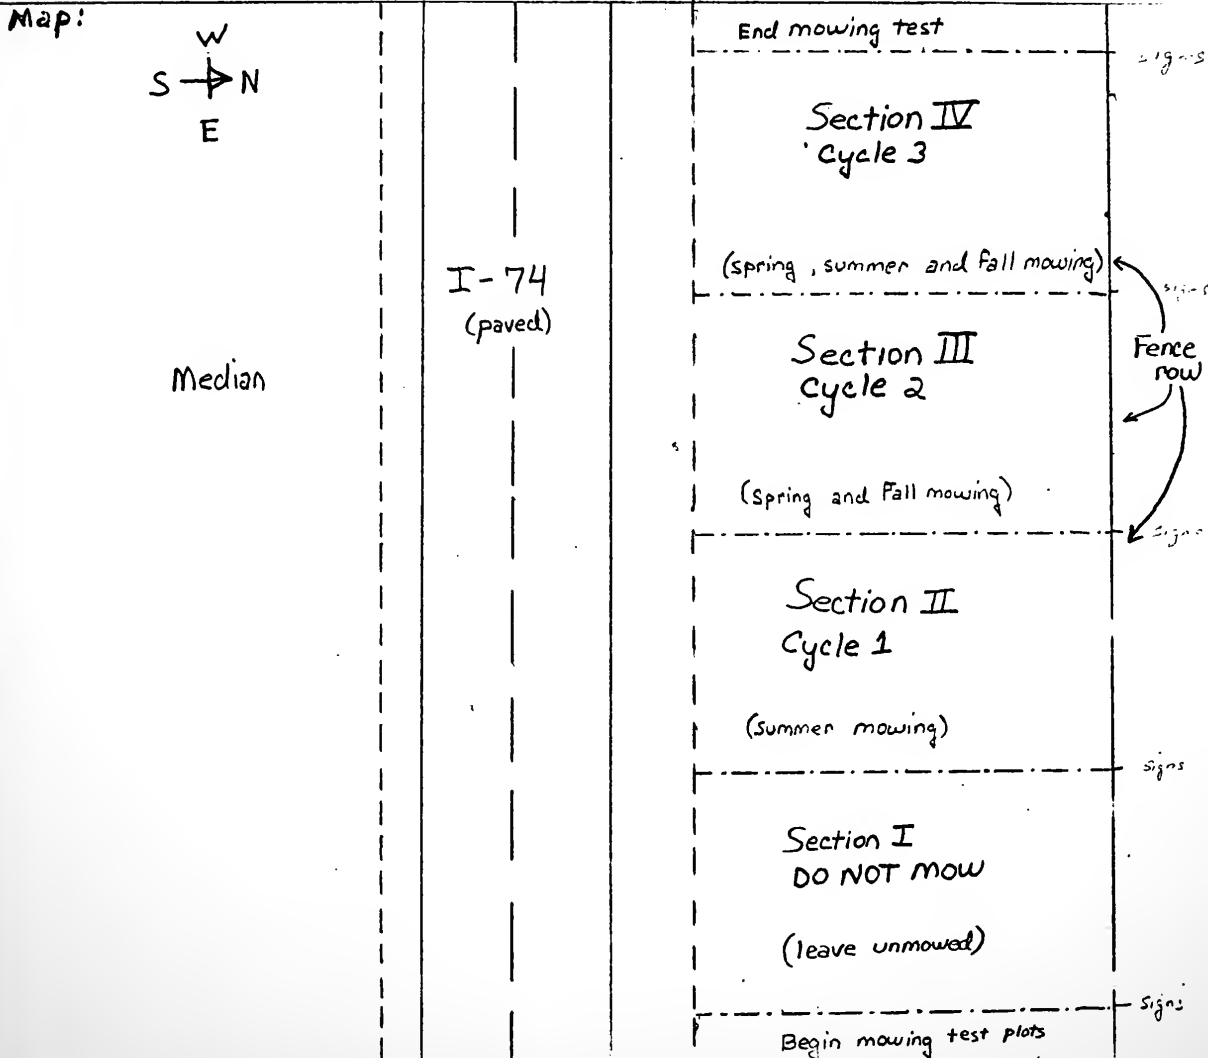 Map:
W
S N
E
End mowing test
signs
Section IV
Cycle 3
(spring, summer and Fall mowing)
signs
I-74
(paved)
Section III
Cycle 2
Fence
row
Median
(Spring and Fall mowing)
signs
Section II
Cycle 1
(summer mowing)
signs
Section I
DO NOT MOW
(leave unmowed)
signs
Begin mowing test plots